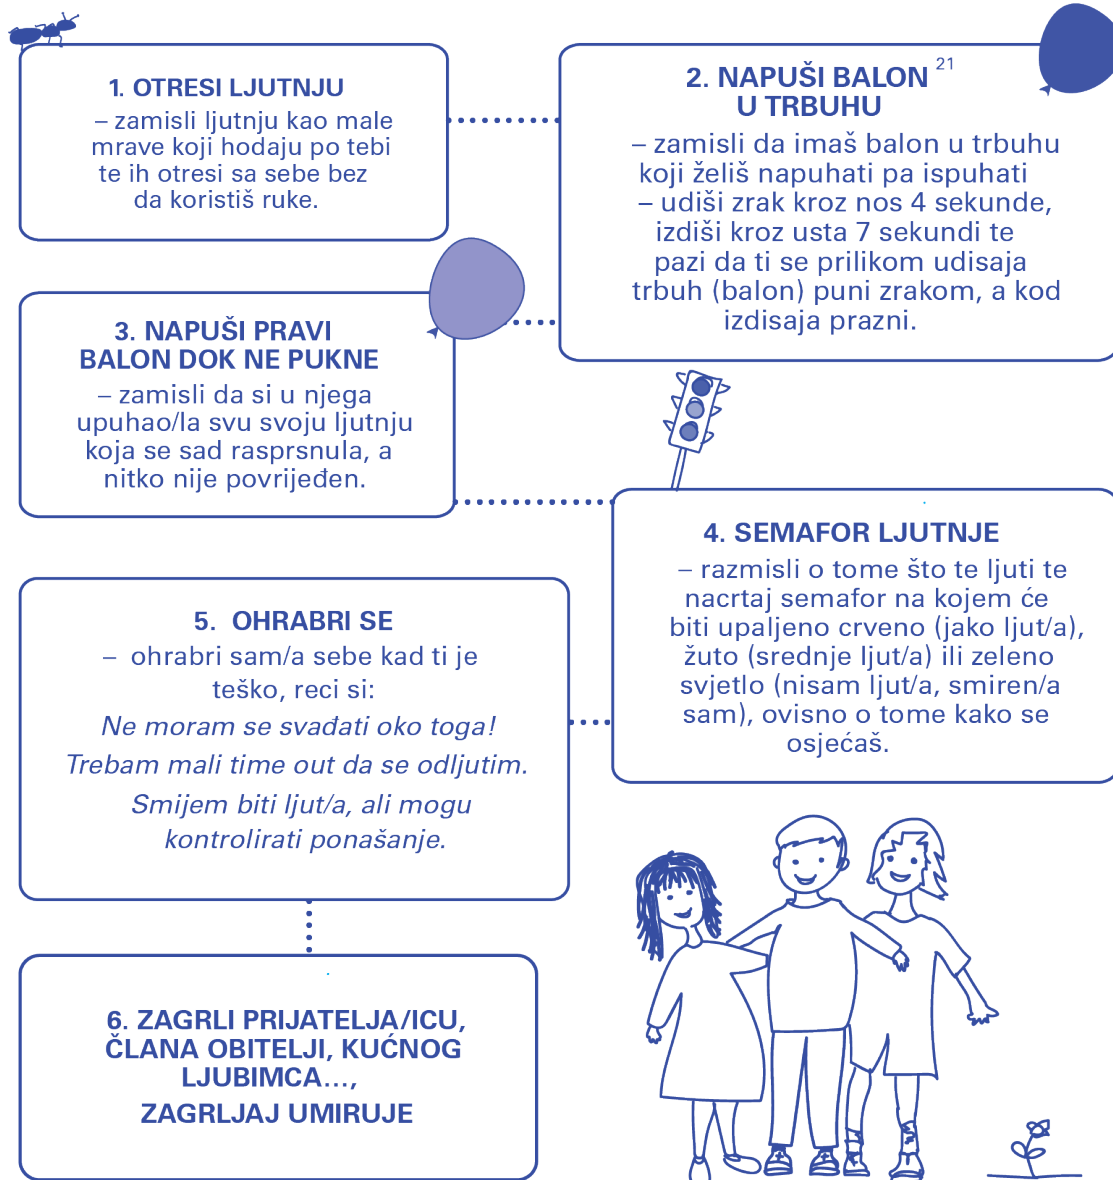 1. OTRESI LJUTNJU
– zamisli ljutnju kao male
mrave koji hodaju po tebi
te ih otresi sa sebe bez
da koristiš ruke.
2. NAPUŠI BALON 21
U TRBUHU
– zamisli da imaš balon u trbuhu
koji želiš napuhati pa ispuhati
– udiši zrak kroz nos 4 sekunde,
izdiši kroz usta 7 sekundi te
pazi da ti se prilikom udisaja
trbuh (balon) puni zrakom, a kod
izdisaja prazni.
3. NAPUŠI PRAVI
BALON DOK NE PUKNE
– zamisli da si u njega
upuhao/la svu svoju ljutnju
koja se sad rasprsnula, a
nitko nije povrijeđen.
4. SEMAFOR LJUTNJE
– razmisli o tome što te ljuti te
nacrtaj semafor na kojem će
biti upaljeno crveno (jako ljut/a),
žuto (srednje ljut/a) ili zeleno
svjetlo (nisam ljut/a, smiren/a
sam), ovisno o tome kako se
osjećaš.
5. OHRABRI SE
– ohrabri sam/a sebe kad ti je
teško, reci si:
Ne moram se svađati oko toga!
Trebam mali time out da se odljutim.
Smijem biti ljut/a, ali mogu
kontrolirati ponašanje.
6. ZAGRLI PRIJATELJA/ICU,
ČLANA OBITELJI, KUĆNOG
LJUBIMCA...,
ZAGRLJAJ UMIRUJE